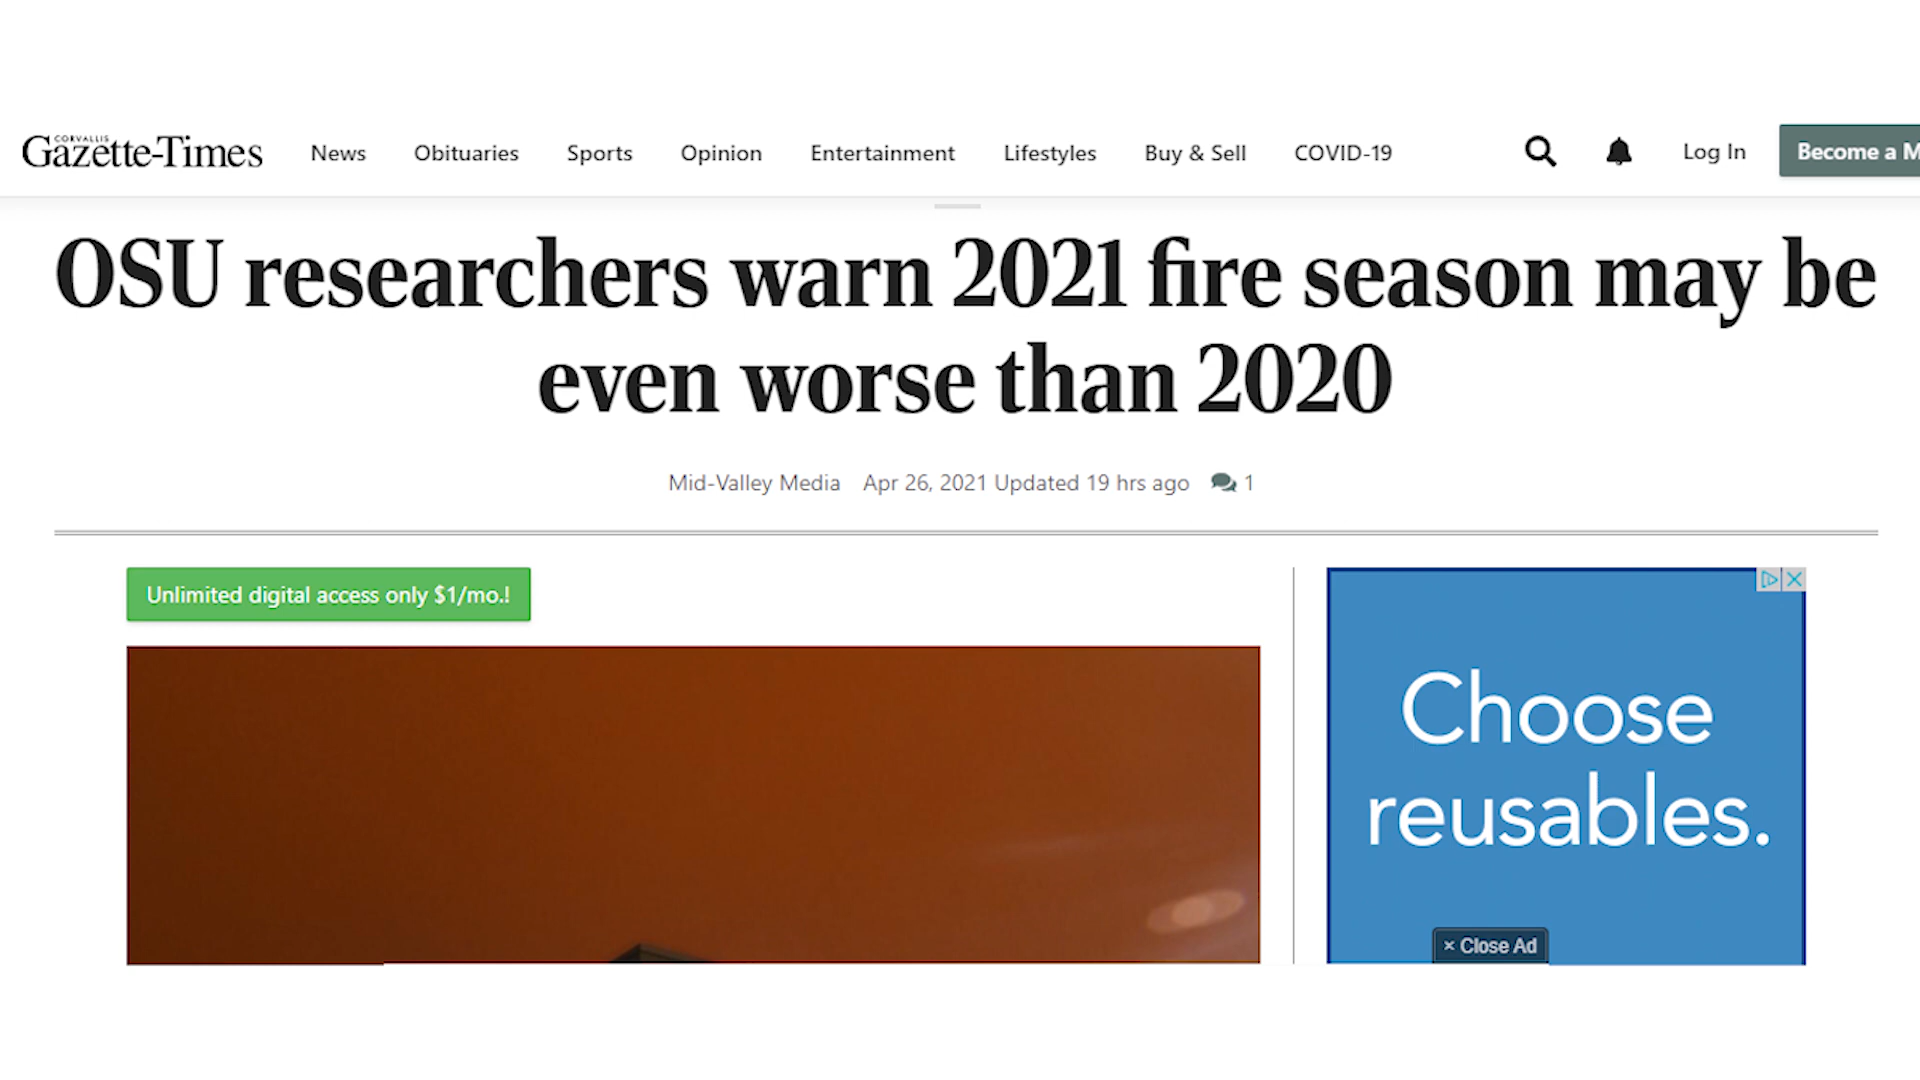 CORVALLIS
Gazette-Times
News Obituaries Sports Opinion Entertainment Lifestyles Buy & Sell COVID-19 Log In Become a M
OSU researchers warn 2021 fire season may be
even worse than 2020
Mid-Valley Media Apr 26, 2021 Updated 19 hrs ago 1
Unlimited digital access only $1/mo.!
Choose
reusables.
× Close Ad